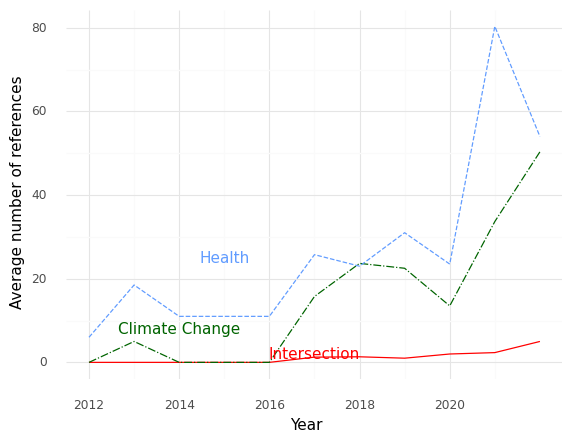 Average number of references
80
60
40
20
0
Health
Climate Change
Intersection
2012
2014
2016
2018
2020
Year